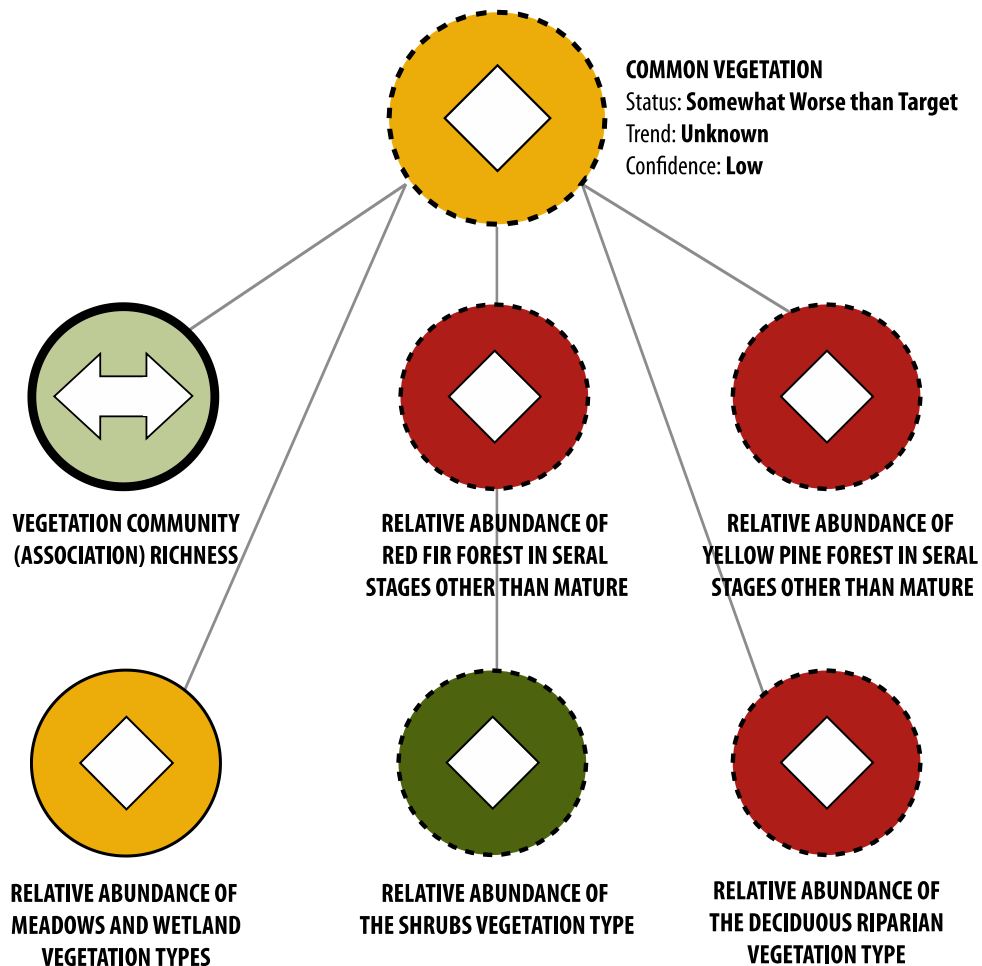 COMMON VEGETATION
Status: Somewhat Worse than Target
Trend: Unknown
Confidence: Low
VEGETATION COMMUNITY
(ASSOCIATION) RICHNESS
RELATIVE ABUNDANCE OF
RED FIR FOREST IN SERAL
STAGES OTHER THAN MATURE
RELATIVE ABUNDANCE OF
YELLOW PINE FOREST IN SERAL
STAGES OTHER THAN MATURE
RELATIVE ABUNDANCE OF
MEADOWS AND WETLAND
VEGETATION TYPES
RELATIVE ABUNDANCE OF
THE SHRUBS VEGETATION TYPE
RELATIVE ABUNDANCE OF
THE DECIDUOUS RIPARIAN
VEGETATION TYPE